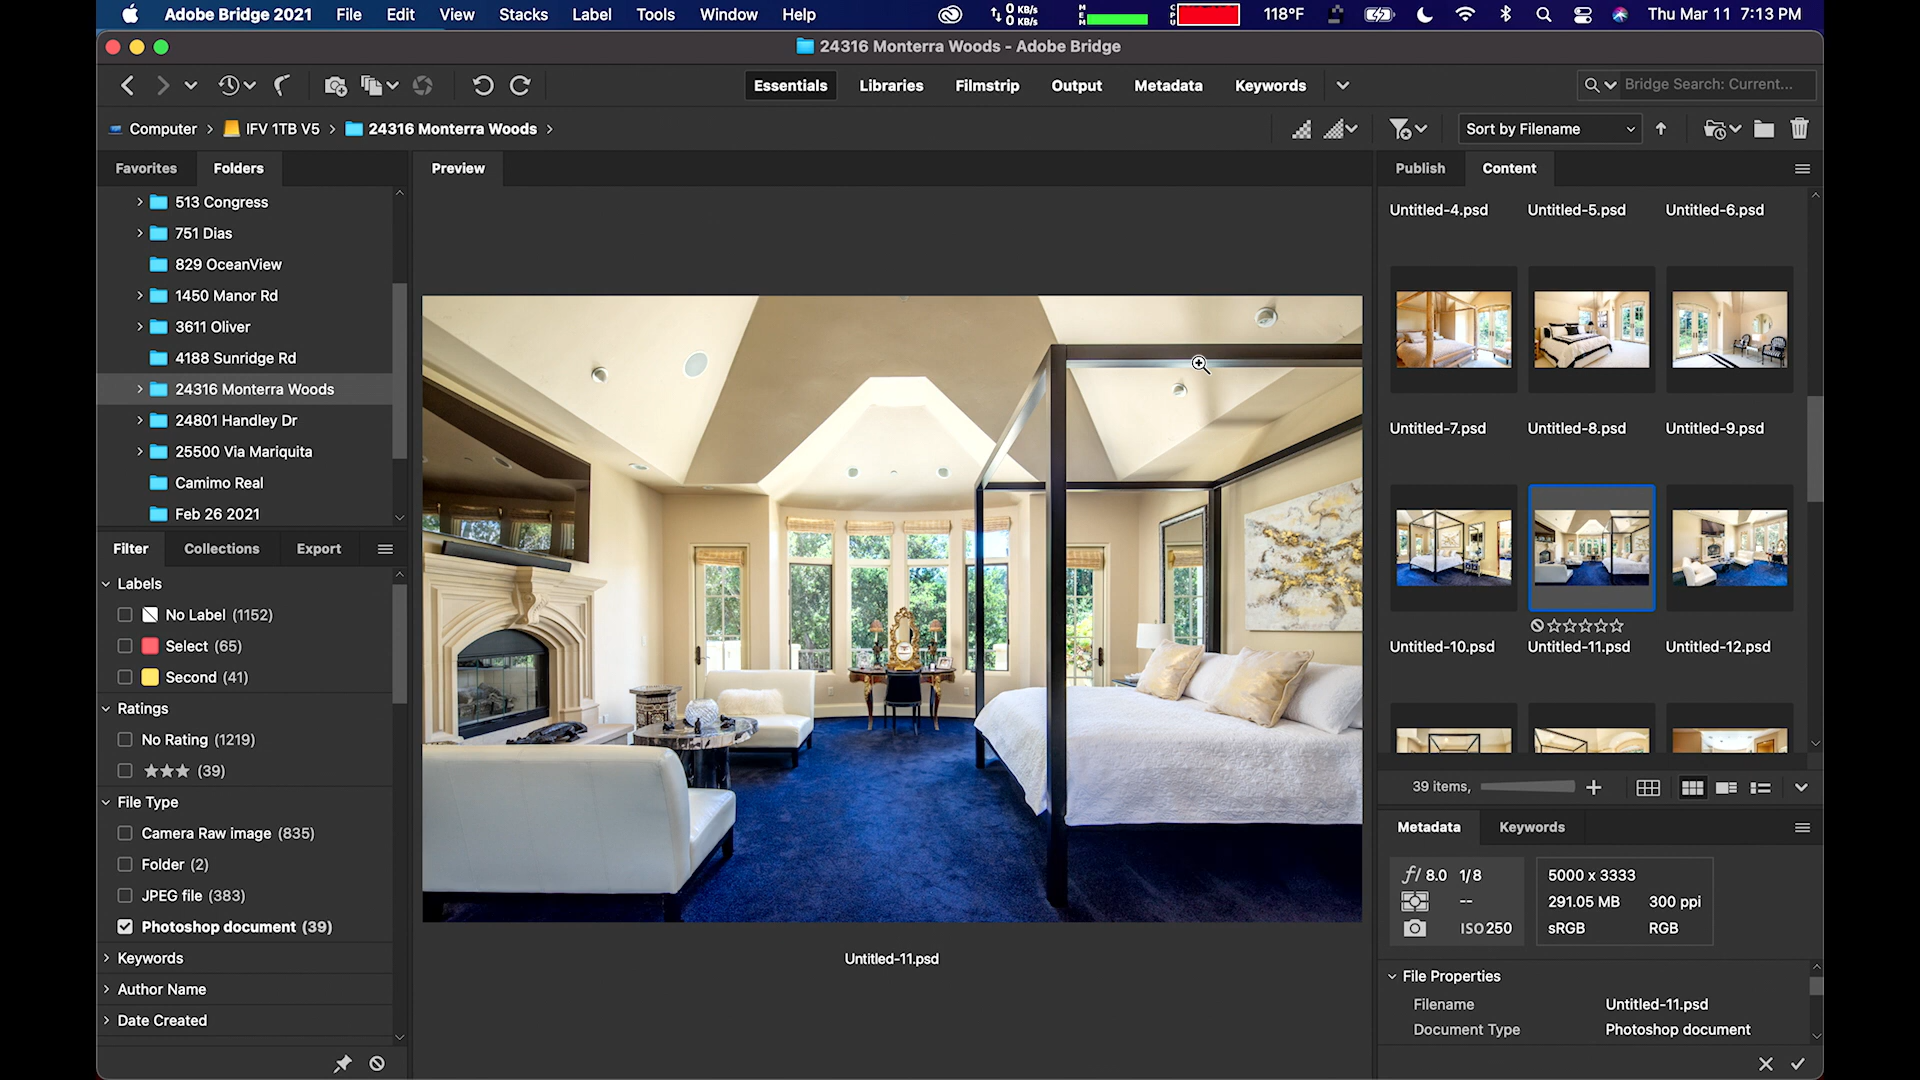 Adobe Bridge 2021 File Edit View Stacks Label Tools Window Help
0 KB/s
0 KB/s
MEM
CPU
118°F
Thu Mar 11 7:13 PM
24316 Monterra Woods - Adobe Bridge
Essentials Libraries Filmstrip Output Metadata Keywords
Bridge Search: Current...
Computer > IFV 1TB V5 > 24316 Monterra Woods >
Sort by Filename
Favorites Folders
513 Congress
751 Dias
829 OceanView
1450 Manor Rd
3611 Oliver
4188 Sunridge Rd
24316 Monterra Woods
24801 Handley Dr
25500 Via Mariquita
Camimo Real
Feb 26 2021
Filter Collections Export
Labels
No Label (1152)
Select (65)
Second (41)
Ratings
No Rating (1219)
★★★ (39)
File Type
Camera Raw image (835)
Folder (2)
JPEG file (383)
Photoshop document (39)
Keywords
Author Name
Date Created
Preview
Untitled-11.psd
Publish Content
Untitled-4.psd Untitled-5.psd Untitled-6.psd
Untitled-7.psd Untitled-8.psd Untitled-9.psd
Untitled-10.psd Untitled-11.psd Untitled-12.psd
39 items,
Metadata Keywords
f/ 8.0 1/8
--
ISO250
5000 x 3333
291.05 MB 300 ppi
sRGB RGB
File Properties
Filename Untitled-11.psd
Document Type Photoshop document